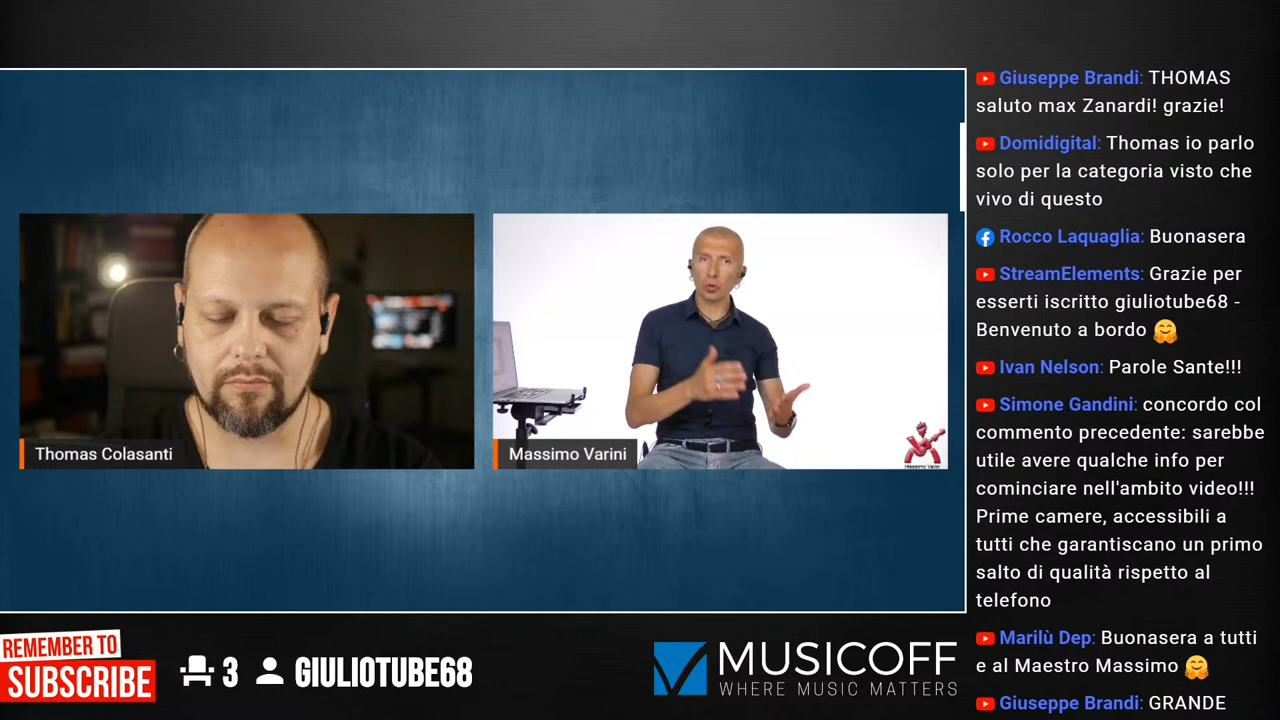 Giuseppe Brandi: THOMAS
saluto max Zanardi! grazie!
Domidigital: Thomas io parlo
solo per la categoria visto che
vivo di questo
Rocco Laquaglia: Buonasera
StreamElements: Grazie per
esserti iscritto giuliotube68 -
Benvenuto a bordo 🤗
Ivan Nelson: Parole Sante!!!
Simone Gandini: concordo col
commento precedente: sarebbe
utile avere qualche info per
cominciare nell'ambito video!!!
Prime camere, accessibili a
tutti che garantiscano un primo
salto di qualità rispetto al
telefono
Marilù Dep: Buonasera a tutti
e al Maestro Massimo 🤗
Giuseppe Brandi: GRANDE
Thomas Colasanti
Massimo Varini
Massimo Varini
REMEMBER TO
SUBSCRIBE
3
GIULIOTUBE68
MUSICOFF
WHERE MUSIC MATTERS